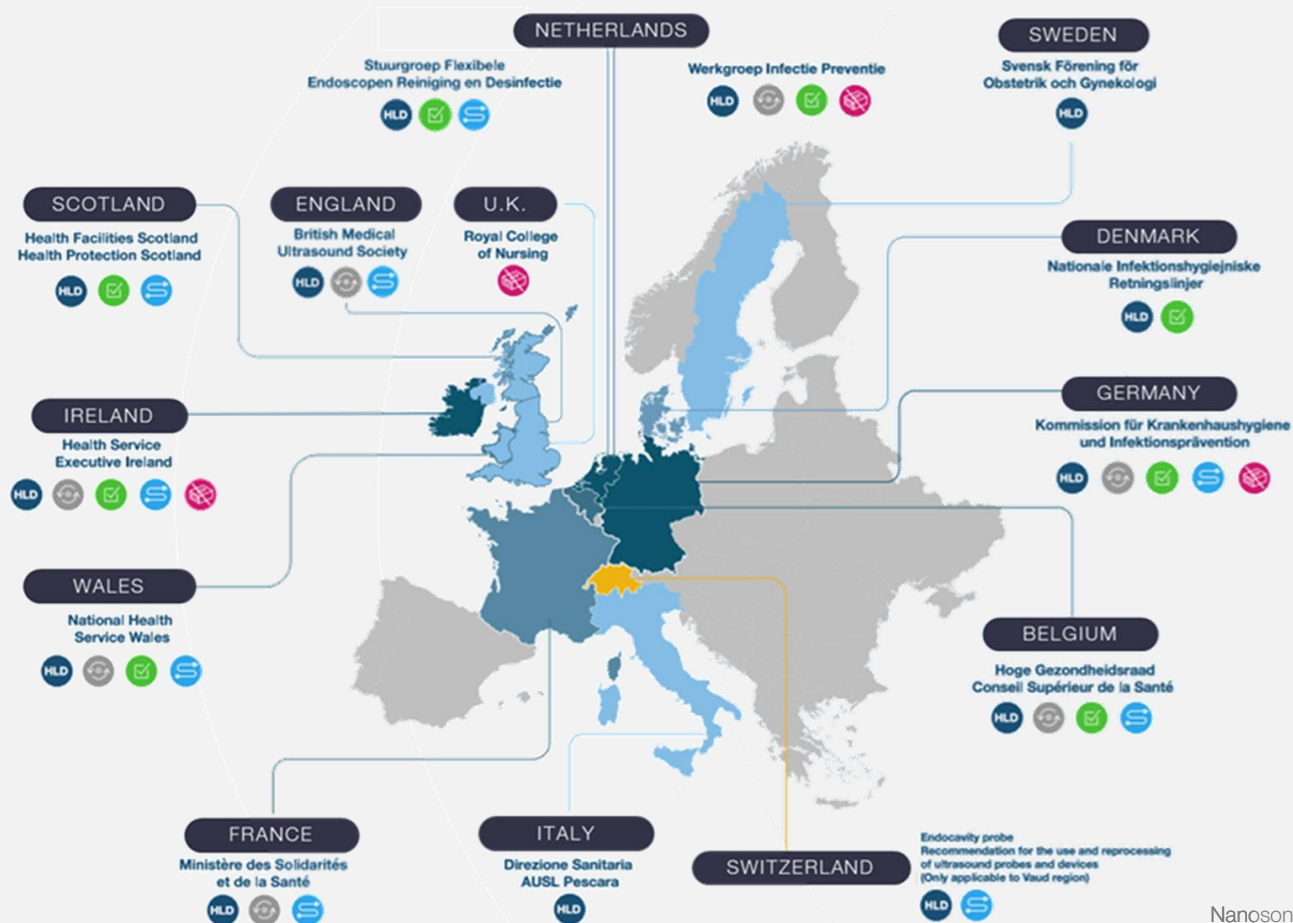 NETHERLANDS
Stuurgroep Flexibele
Endoscopen Reiniging en Desinfectie
HLD
Werkgroep Infectie Preventie
HLD
SWEDEN
Svensk Förening för
Obstetrik och Gynekologi
HLD
SCOTLAND
Health Facilities Scotland
Health Protection Scotland
HLD
ENGLAND
British Medical
Ultrasound Society
HLD
U.K.
Royal College
of Nursing
DENMARK
Nationale Infektionshygiejniske
Retningslinjer
HLD
IRELAND
Health Service
Executive Ireland
HLD
GERMANY
Kommission für Krankenhaushygiene
und Infektionsprävention
HLD
WALES
National Health
Service Wales
HLD
BELGIUM
Hoge Gezondheidsraad
Conseil Supérieur de la Santé
HLD
FRANCE
Ministère des Solidarités
et de la Santé
HLD
ITALY
Direzione Sanitaria
AUSL Pescara
HLD
SWITZERLAND
Endocavity probe
Recommendation for the use and reprocessing
of ultrasound probes and devices
(Only applicable to Vaud region)
HLD
Nanoson